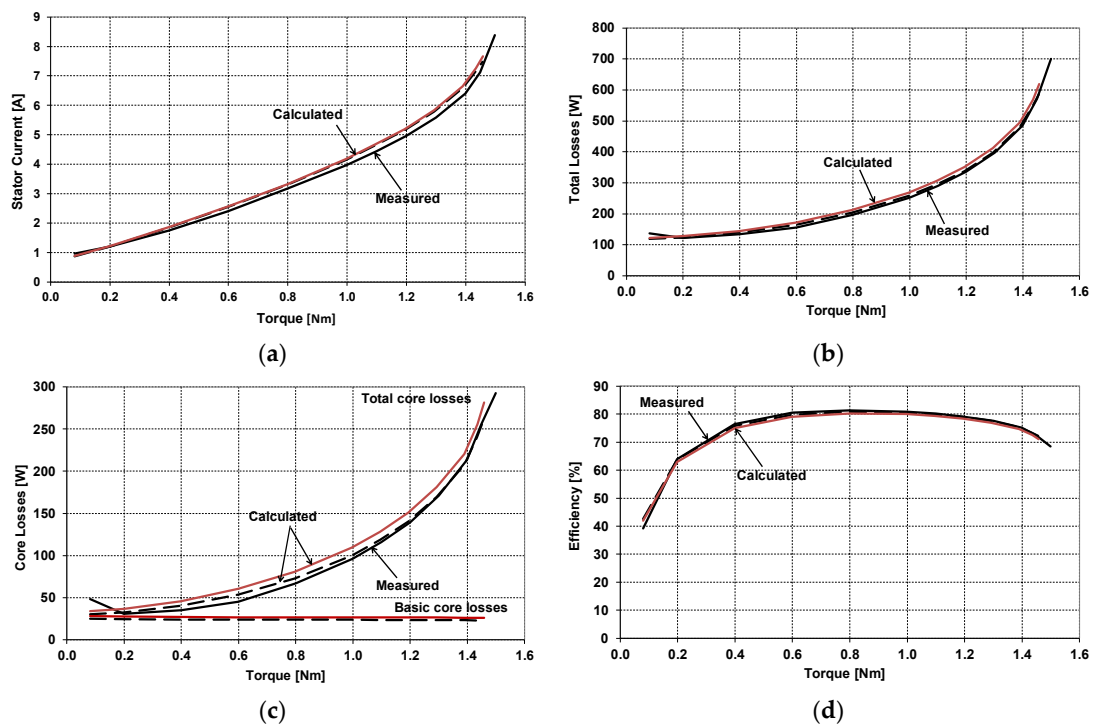 9
8
7
6
5
4
3
2
1
0
Stator Current [A]
Calculated
Measured
0.0 0.2 0.4 0.6 0.8 1.0 1.2 1.4 1.6
Torque [Nm]
(a)
800
700
600
500
400
300
200
100
0
Total Losses [W]
Calculated
Measured
0.0 0.2 0.4 0.6 0.8 1.0 1.2 1.4 1.6
Torque [Nm]
(b)
300
250
200
150
100
50
0
Core Losses [W]
Total core losses
Calculated
Measured
Basic core losses
0.0 0.2 0.4 0.6 0.8 1.0 1.2 1.4 1.6
Torque [Nm]
(c)
90
80
70
60
50
40
30
20
10
0
Efficiency [%]
Measured
Calculated
0.0 0.2 0.4 0.6 0.8 1.0 1.2 1.4 1.6
Torque [Nm]
(d)